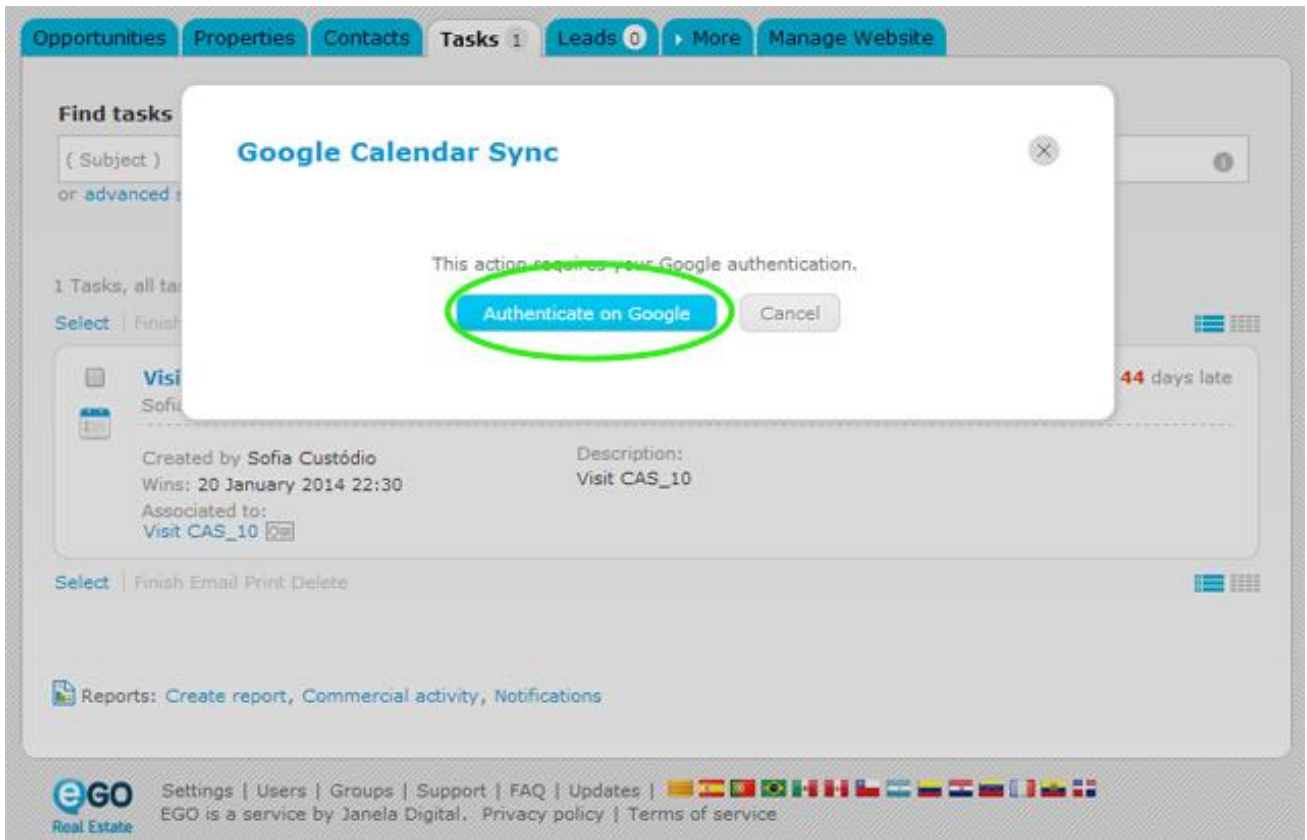 Opportunities Properties Contacts Tasks 1 Leads 0 More Manage Website
Find tasks
Google Calendar Sync
( Subject )
or advanced
This action requires your Google authentication.
1 Tasks, all
Authenticate on Google Cancel
Select Finish
Visi
44 days late
Sofi
Created by Sofia Custódio
Description:
Wins: 20 January 2014 22:30
Visit CAS_10
Associated to:
Visit CAS_10
Select Finish Email Print Delete
Reports: Create report, Commercial activity, Notifications
eGO
Real Estate
Settings | Users | Groups | Support | FAQ | Updates |
EGO is a service by Janela Digital. Privacy policy | Terms of service